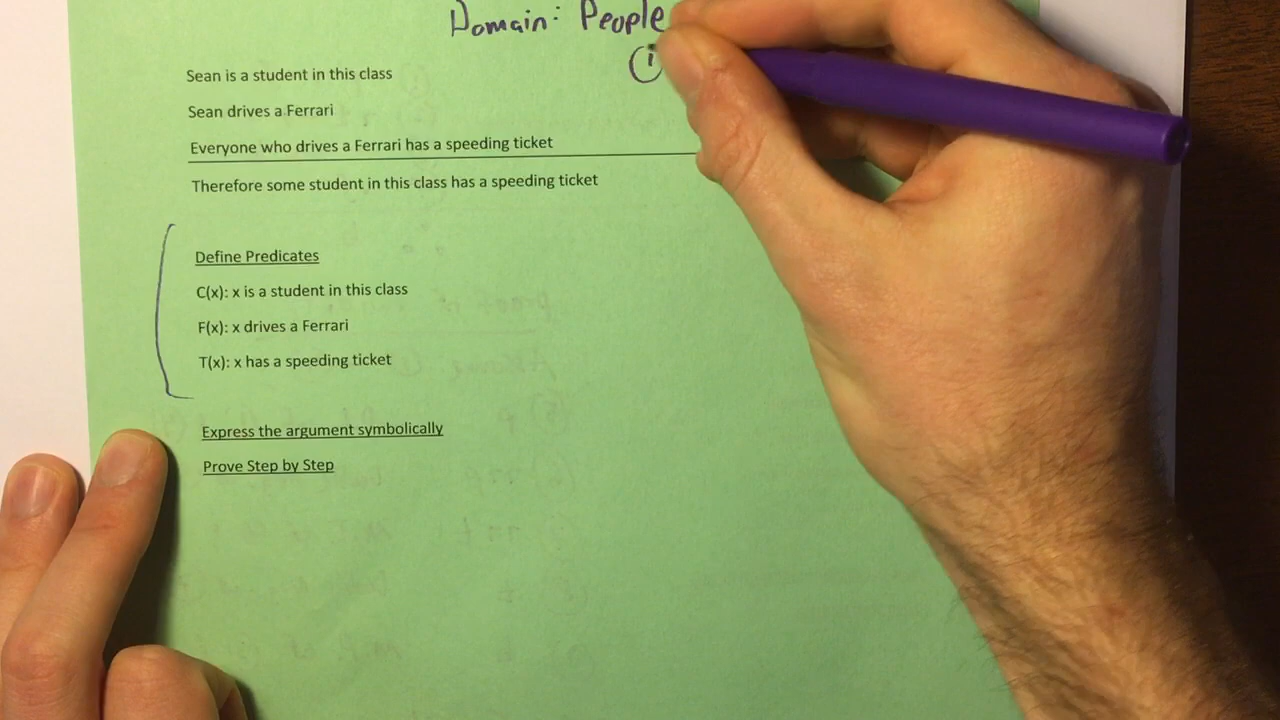 Domain: People
①
Sean is a student in this class
Sean drives a Ferrari
Everyone who drives a Ferrari has a speeding ticket
Therefore some student in this class has a speeding ticket
Define Predicates
C(x): x is a student in this class
F(x): x drives a Ferrari
T(x): x has a speeding ticket
Express the argument symbolically
Prove Step by Step